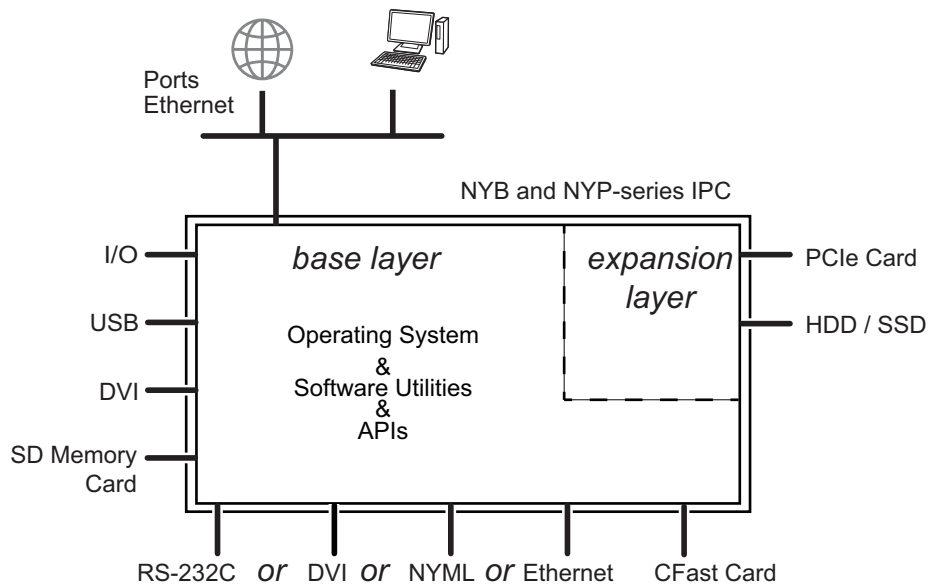 Ports
Ethernet
NYB and NYP-series IPC
I/O
USB
DVI
SD Memory
Card
base layer
Operating System
&
Software Utilities
&
APIs
expansion
layer
PCIe Card
HDD / SSD
RS-232C or DVI or NYML or Ethernet
CFast Card